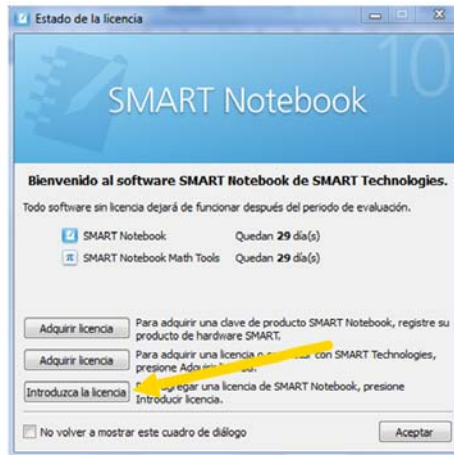 Estado de la licencia
10
SMART Notebook
Bienvenido al software SMART Notebook de SMART Technologies.
Todo software sin licencia dejará de funcionar después del periodo de evaluación.
SMART Notebook Quedan 29 día(s)
π SMART Notebook Math Tools Quedan 29 día(s)
Adquirir licencia
Para adquirir una clave de producto SMART Notebook, registre su
producto de hardware SMART.
Adquirir licencia
Para adquirir una licencia o con SMART Technologies,
presione
Introduzca la licencia
agregar una licencia de SMART Notebook, presione
Introducir licencia.
No volver a mostrar este cuadro de diálogo
Aceptar